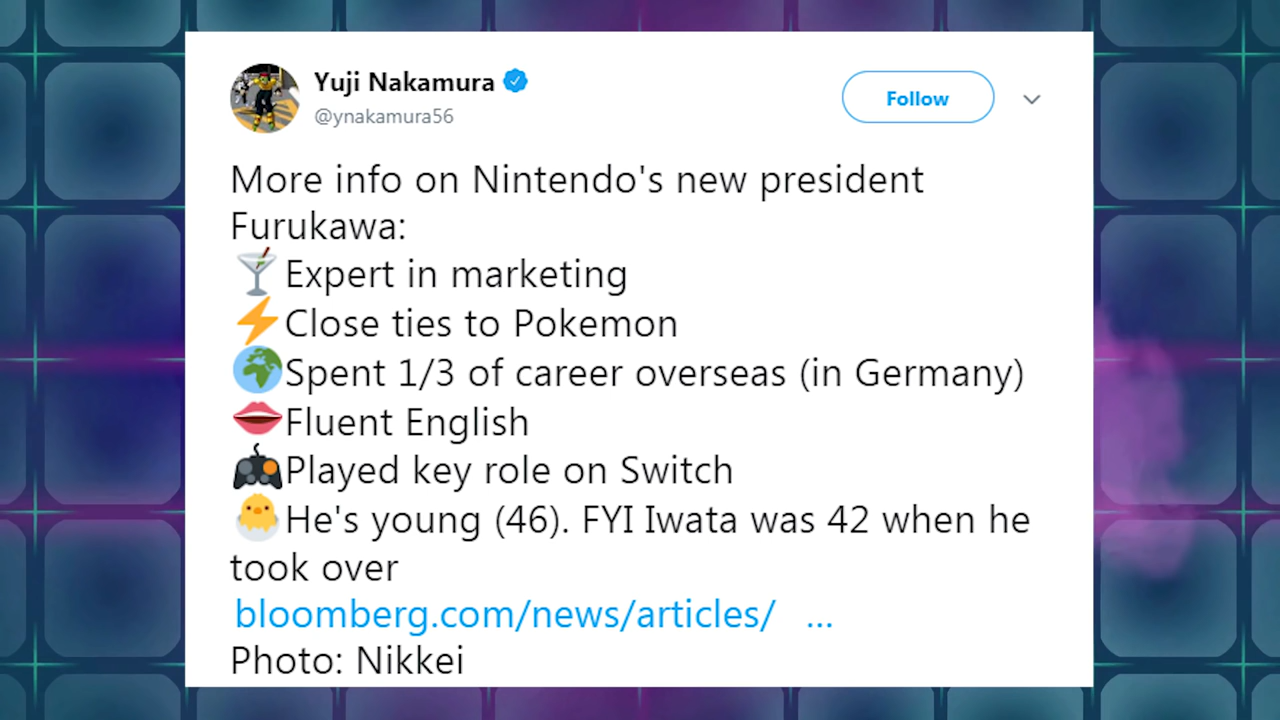 Yuji Nakamura
@ynakamura56
Follow
More info on Nintendo's new president
Furukawa:
🍸Expert in marketing
⚡Close ties to Pokemon
🌍Spent 1/3 of career overseas (in Germany)
👄Fluent English
🎮Played key role on Switch
🐣He's young (46). FYI Iwata was 42 when he
took over
bloomberg.com/news/articles/ ...
Photo: Nikkei